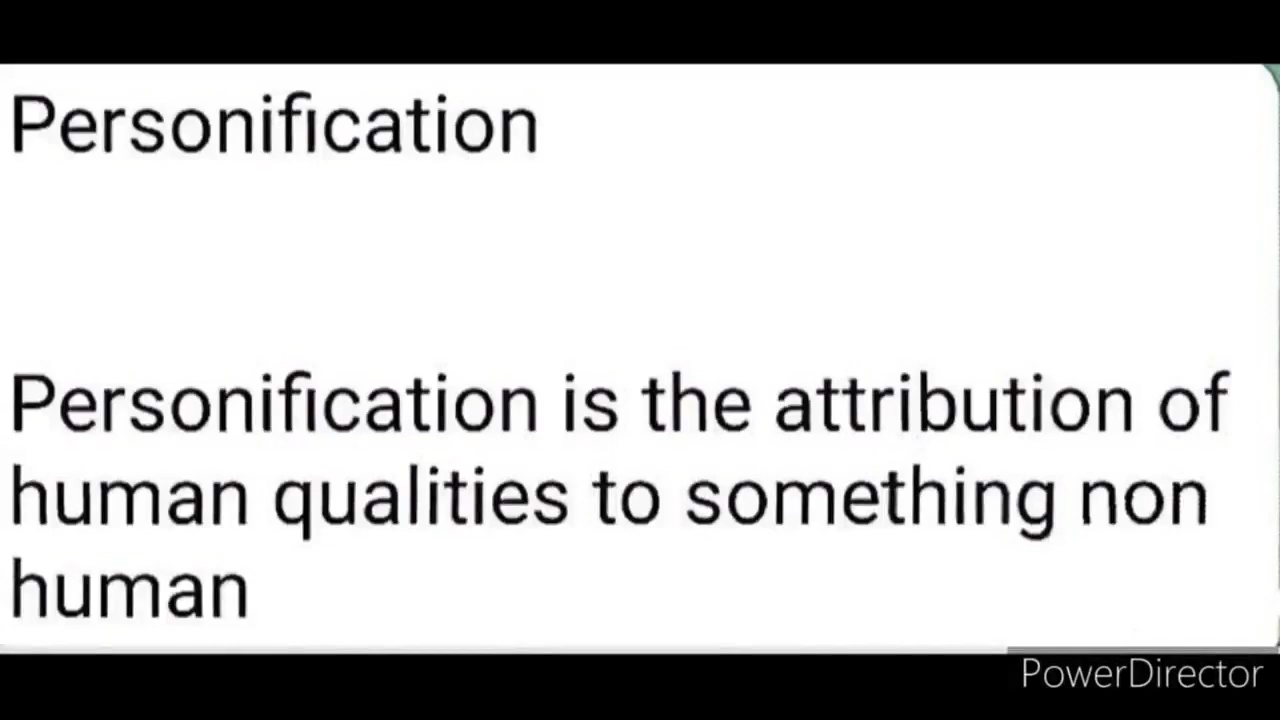 Personification
Personification is the attribution of
human qualities to something non
human
PowerDirector